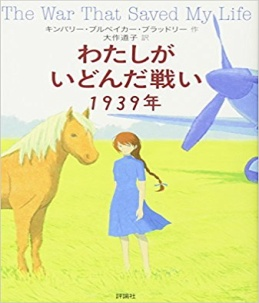 The War That Saved My Life
キンバリー・ブルベイカー・ブラッドリー 作
大作道子 訳
わたしが
いどんだ戦い
1939年
評論社